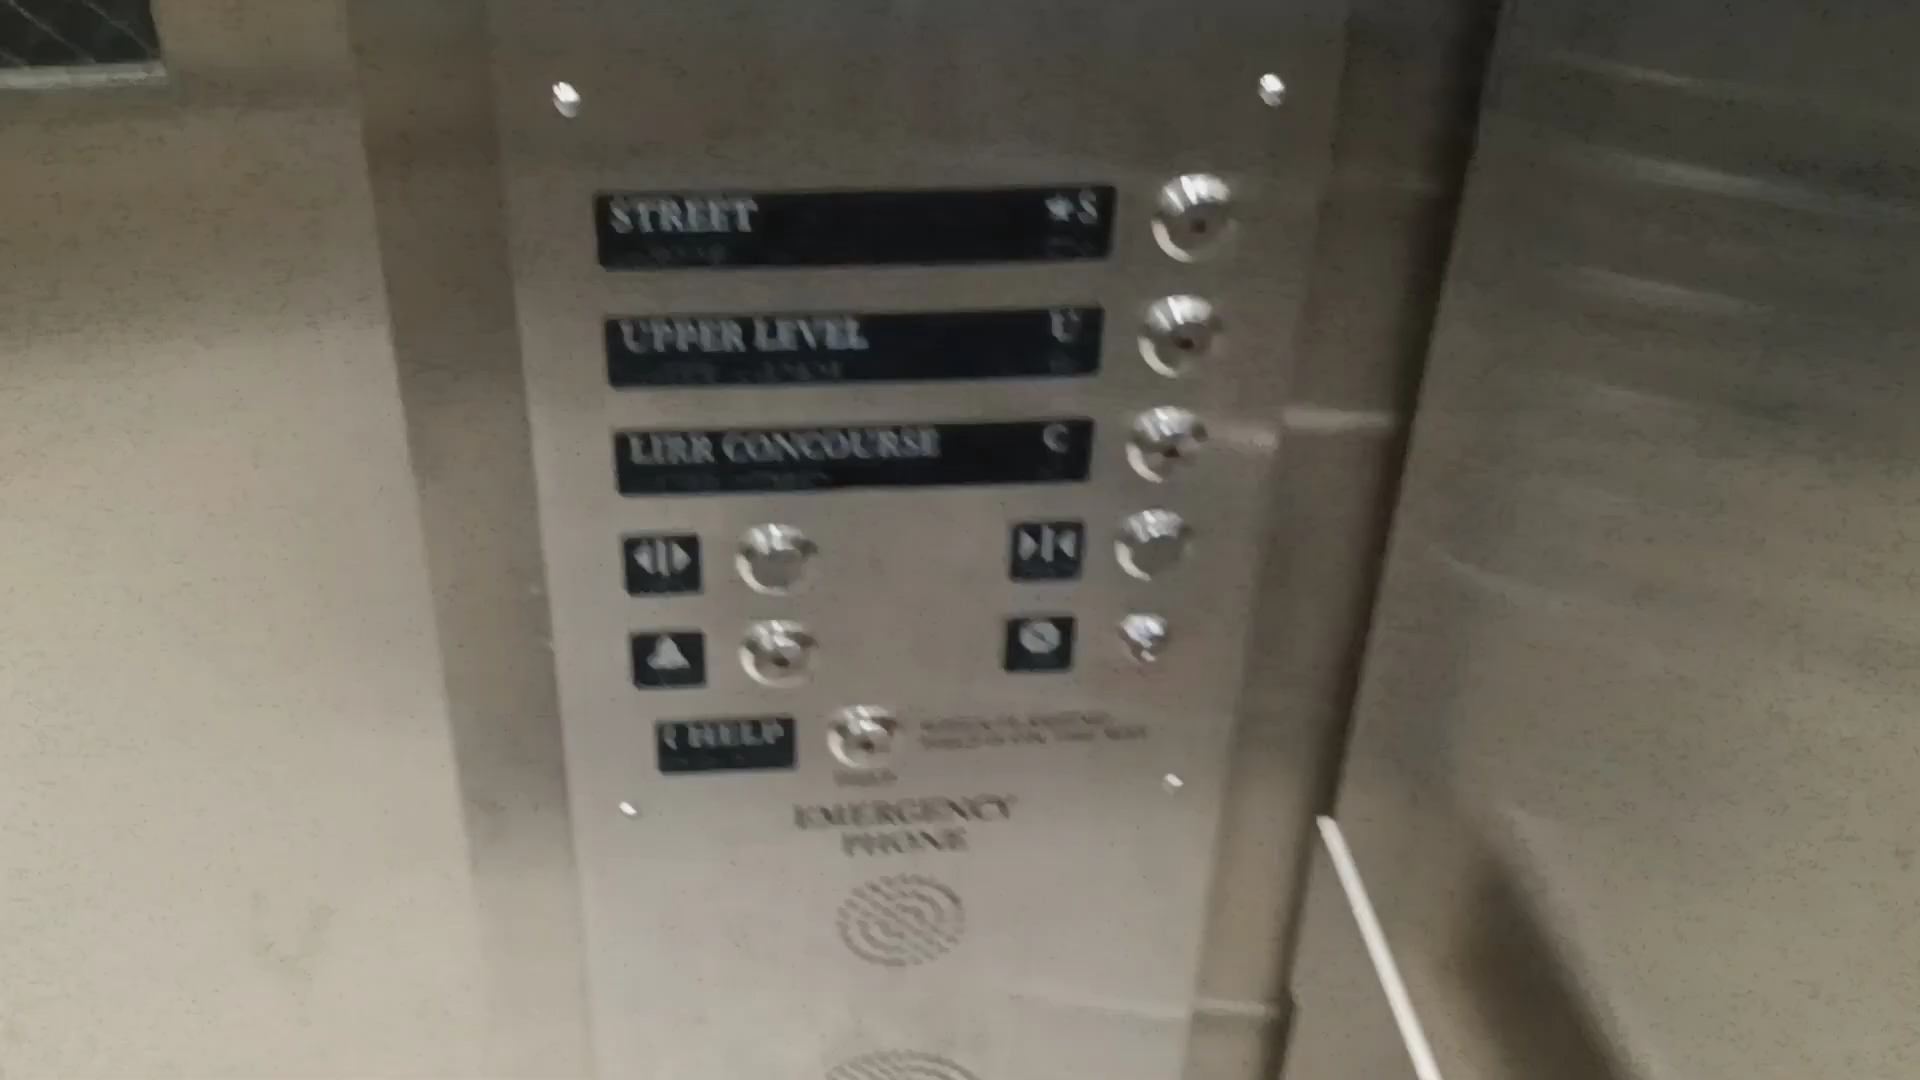 STREET ★S
UPPER LEVEL U
LIRR CONCOURSE C
HELP
EMERGENCY
PHONE